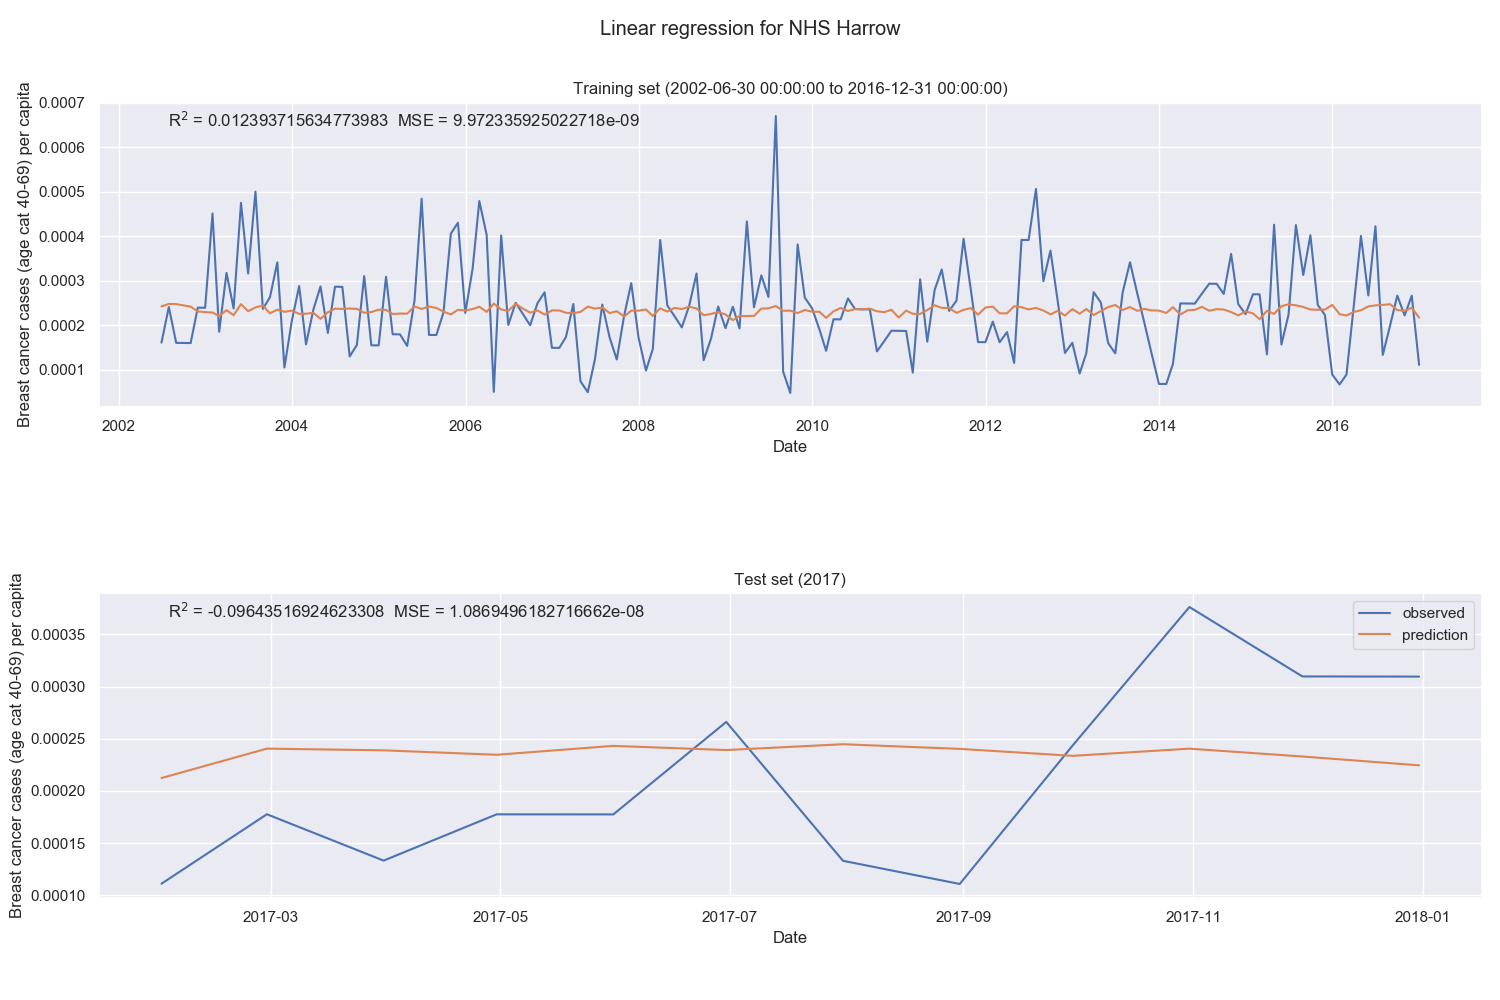 Linear regression for NHS Harrow
Training set (2002-06-30 00:00:00 to 2016-12-31 00:00:00)
R² = 0.012393715634773983 MSE = 9.972335925022718e-09
Breast cancer cases (age cat 40-69) per capita
0.0007
0.0006
0.0005
0.0004
0.0003
0.0002
0.0001
2002 2004 2006 2008 2010 2012 2014 2016
Date
Test set (2017)
R² = -0.09643516924623308 MSE = 1.0869496182716662e-08
observed
prediction
Breast cancer cases (age cat 40-69) per capita
0.00035
0.00030
0.00025
0.00020
0.00015
0.00010
2017-03 2017-05 2017-07 2017-09 2017-11 2018-01
Date